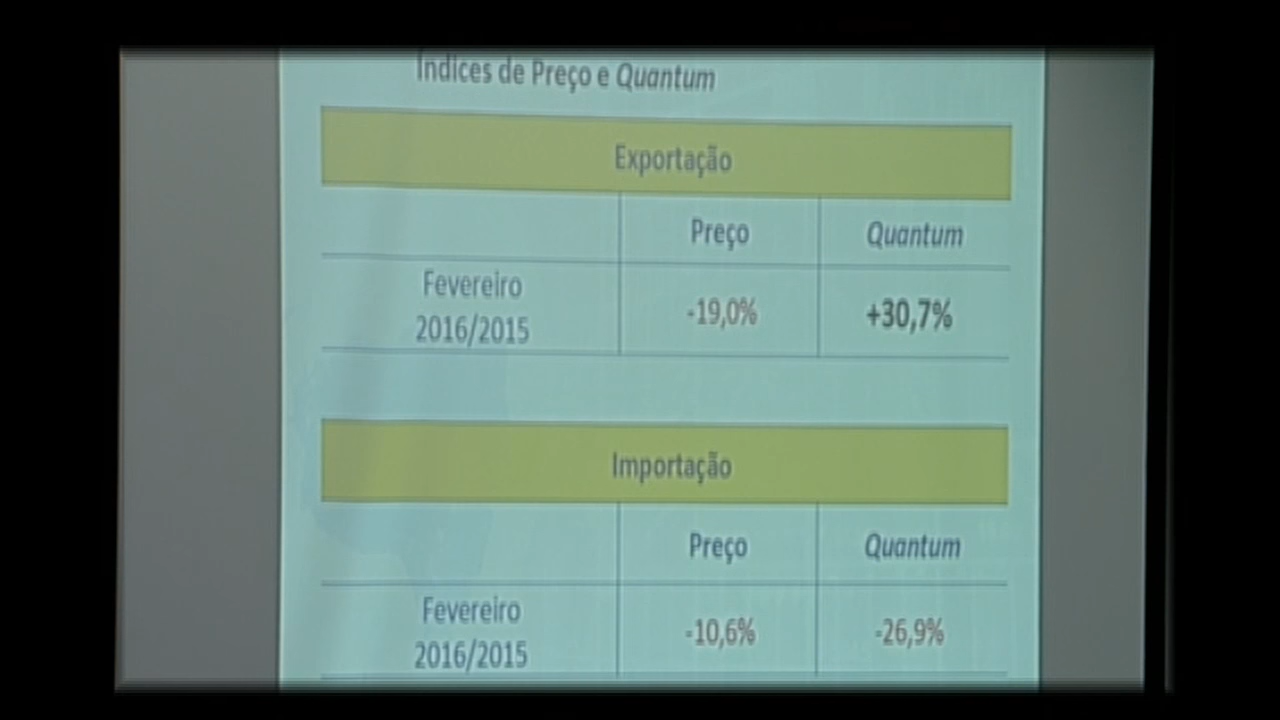 Índices de Preço e Quantum
Exportação
Preço Quantum
Fevereiro
2016/2015
-19,0% +30,7%
Importação
Preço Quantum
Fevereiro
2016/2015
-10,6% -26,9%